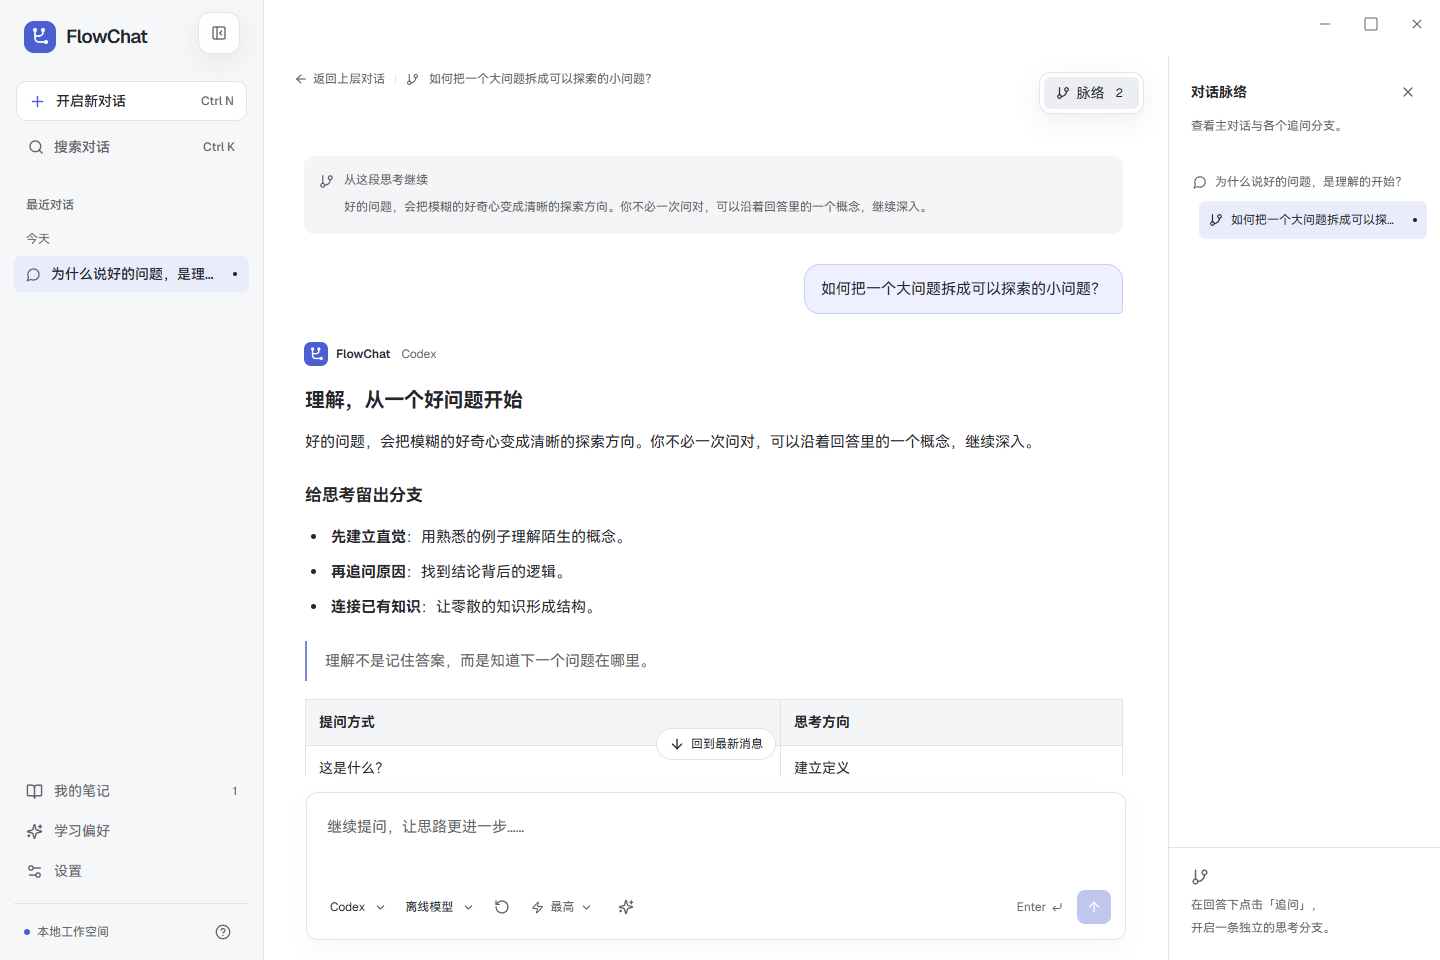 FlowChat
开启新对话 Ctrl N
搜索对话 Ctrl K
最近对话
今天
为什么说好的问题，是理...
我的笔记 1
学习偏好
设置
本地工作空间
返回上层对话
如何把一个大问题拆成可以探索的小问题？
脉络 2
从这段思考继续
好的问题，会把模糊的好奇心变成清晰的探索方向。你不必一次问对，可以沿着回答里的一个概念，继续深入。
如何把一个大问题拆成可以探索的小问题？
FlowChat Codex
理解，从一个好问题开始
好的问题，会把模糊的好奇心变成清晰的探索方向。你不必一次问对，可以沿着回答里的一个概念，继续深入。
给思考留出分支
• 先建立直觉：用熟悉的例子理解陌生的概念。
• 再追问原因：找到结论背后的逻辑。
• 连接已有知识：让零散的知识形成结构。
理解不是记住答案，而是知道下一个问题在哪里。
提问方式 思考方向
回到最新消息
这是什么？ 建立定义
继续提问，让思路更进一步……
Codex 离线模型 最高 Enter
对话脉络
查看主对话与各个追问分支。
为什么说好的问题，是理解的开始？
如何把一个大问题拆成可以探...
在回答下点击「追问」，
开启一条独立的思考分支。